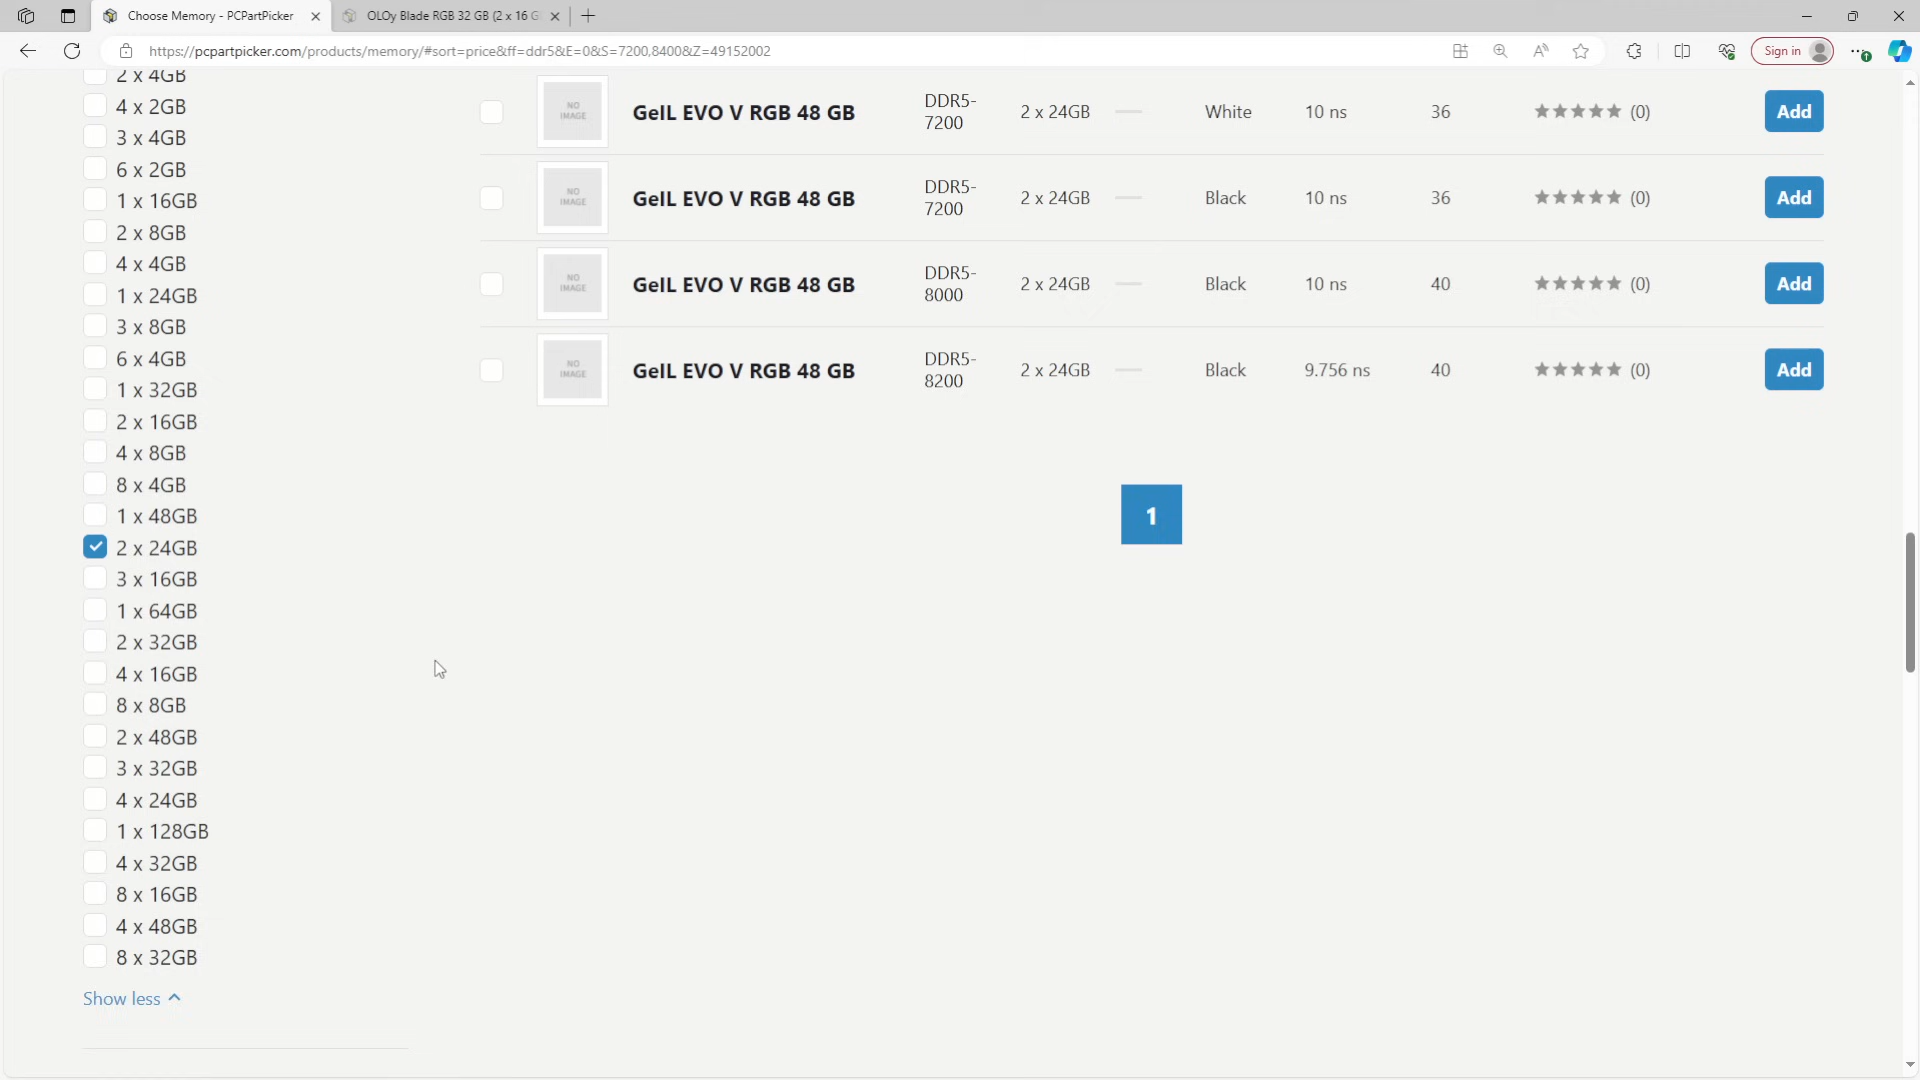 Choose Memory - PCPartPicker
OLOy Blade RGB 32 GB (2 x 16 G
https://pcpartpicker.com/products/memory/#sort=price&ff=ddr5&E=0&S=7200,8400&Z=49152002
Sign in
2 x 4GB
4 x 2GB
3 x 4GB
6 x 2GB
1 x 16GB
2 x 8GB
4 x 4GB
1 x 24GB
3 x 8GB
6 x 4GB
1 x 32GB
2 x 16GB
4 x 8GB
8 x 4GB
1 x 48GB
2 x 24GB
3 x 16GB
1 x 64GB
2 x 32GB
4 x 16GB
8 x 8GB
2 x 48GB
3 x 32GB
4 x 24GB
1 x 128GB
4 x 32GB
8 x 16GB
4 x 48GB
8 x 32GB
Show less
NO IMAGE GeIL EVO V RGB 48 GB DDR5-7200 2 x 24GB — White 10 ns 36 ★★★★★ (0) Add
NO IMAGE GeIL EVO V RGB 48 GB DDR5-7200 2 x 24GB — Black 10 ns 36 ★★★★★ (0) Add
NO IMAGE GeIL EVO V RGB 48 GB DDR5-8000 2 x 24GB — Black 10 ns 40 ★★★★★ (0) Add
NO IMAGE GeIL EVO V RGB 48 GB DDR5-8200 2 x 24GB — Black 9.756 ns 40 ★★★★★ (0) Add
1